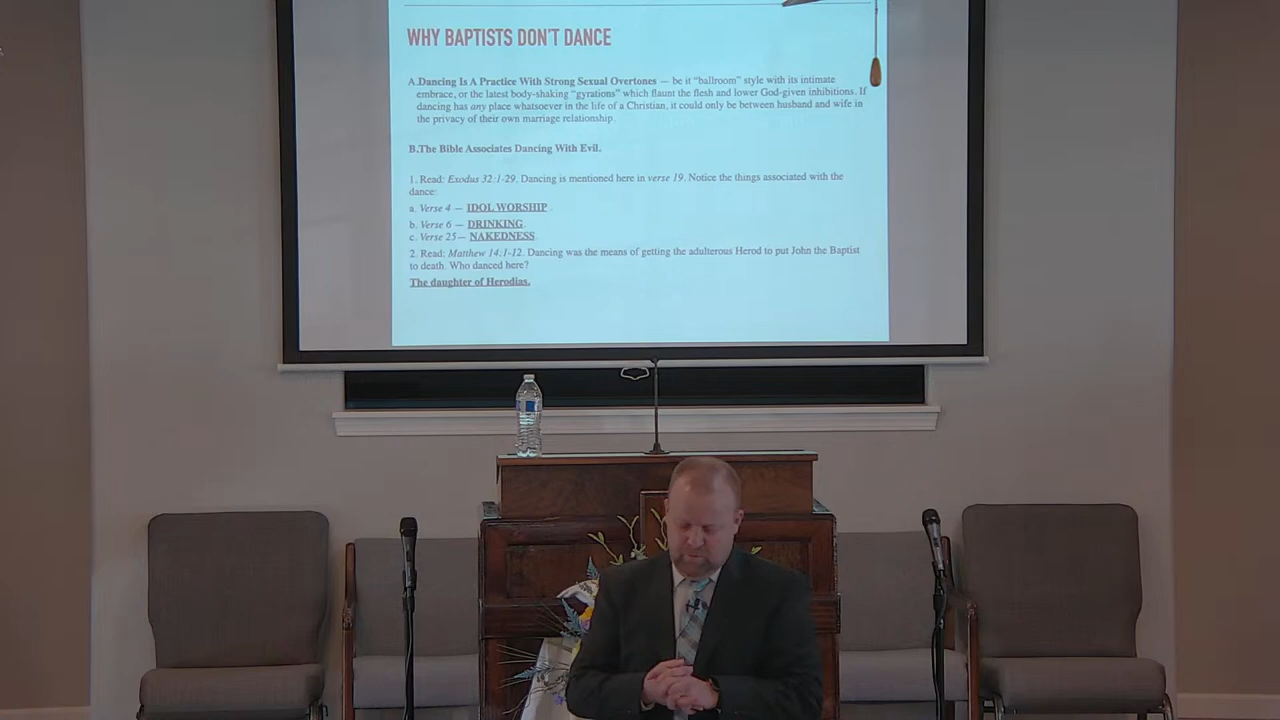 WHY BAPTISTS DON'T DANCE
A.Dancing Is A Practice With Strong Sexual Overtones — be it "ballroom" style with its intimate
embrace, or the latest body-shaking "gyrations" which flaunt the flesh and lower God-given inhibitions. If
dancing has any place whatsoever in the life of a Christian, it could only be between husband and wife in
the privacy of their own marriage relationship.
B.The Bible Associates Dancing With Evil.
1. Read: Exodus 32:1-29. Dancing is mentioned here in verse 19. Notice the things associated with the
dance:
a. Verse 4 — IDOL WORSHIP.
b. Verse 6 — DRINKING.
c. Verse 25— NAKEDNESS.
2. Read: Matthew 14:1-12. Dancing was the means of getting the adulterous Herod to put John the Baptist
to death. Who danced here?
The daughter of Herodias.